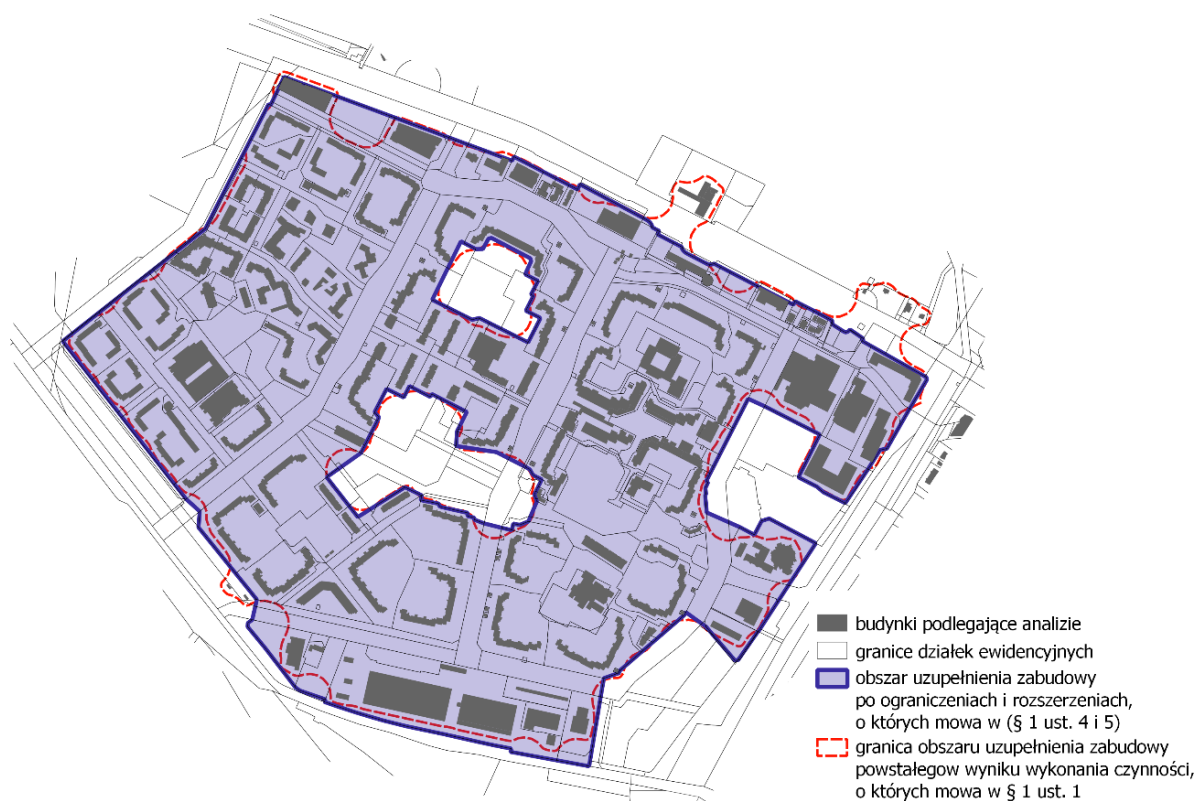 budynki podlegające analizie
granice działek ewidencyjnych
obszar uzupełnienia zabudowy
po ograniczeniach i rozszerzeniach,
o których mowa w (§ 1 ust. 4 i 5)
granica obszaru uzupełnienia zabudowy
powstałegow wyniku wykonania czynności,
o których mowa w § 1 ust. 1